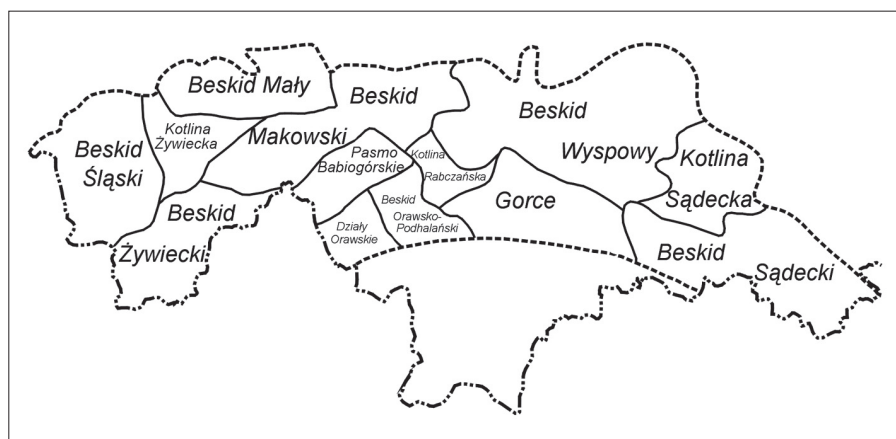 Beskid Mały
Beskid
Makowski
Kotlina
Żywiecka
Beskid
Śląski
Beskid
Żywiecki
Pasmo
Babiogórskie
Kotlina
Rabczańska
Działy
Orawskie
Beskid
Orawsko-
Podhalański
Beskid
Wyspowy
Gorce
Kotlina
Sądecka
Beskid
Sądecki